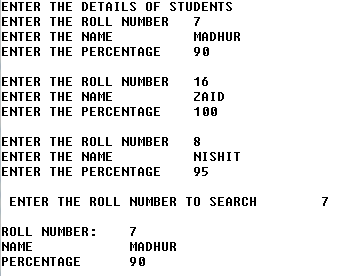 ENTER THE DETAILS OF STUDENTS
ENTER THE ROLL NUMBER 7
ENTER THE NAME MADHUR
ENTER THE PERCENTAGE 90
ENTER THE ROLL NUMBER 16
ENTER THE NAME ZAID
ENTER THE PERCENTAGE 100
ENTER THE ROLL NUMBER 8
ENTER THE NAME NISHIT
ENTER THE PERCENTAGE 95
ENTER THE ROLL NUMBER TO SEARCH 7
ROLL NUMBER: 7
NAME MADHUR
PERCENTAGE 90